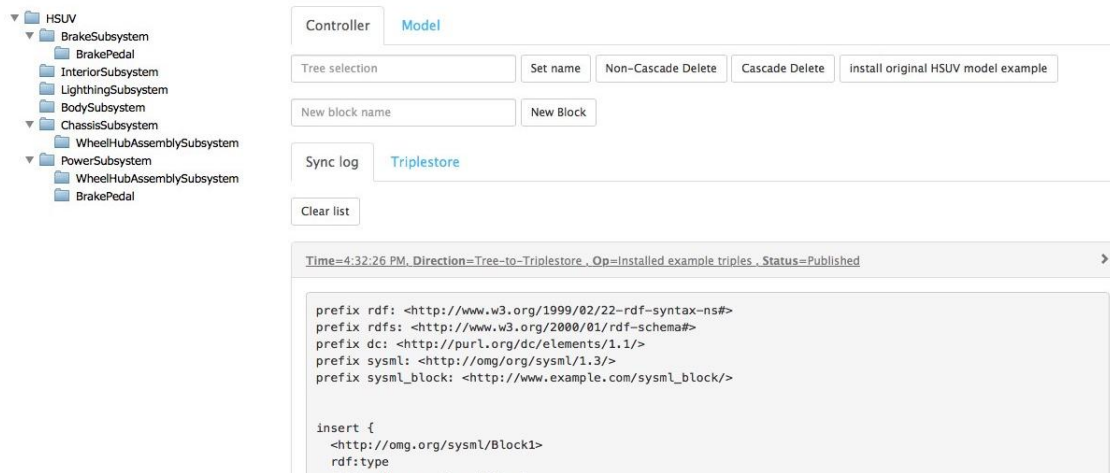 HSUV
BrakeSubsystem
BrakePedal
InteriorSubsystem
LighthingSubsystem
BodySubsystem
ChassisSubsystem
WheelHubAssemblySubsystem
PowerSubsystem
WheelHubAssemblySubsystem
BrakePedal
Controller Model
Tree selection Set name Non-Cascade Delete Cascade Delete install original HSUV model example
New block name New Block
Sync log Triplestore
Clear list
Time=4:32:26 PM, Direction=Tree-to-Triplestore , Op=Installed example triples , Status=Published
prefix rdf: <http://www.w3.org/1999/02/22-rdf-syntax-ns#>
prefix rdfs: <http://www.w3.org/2000/01/rdf-schema#>
prefix dc: <http://purl.org/dc/elements/1.1/>
prefix sysml: <http://omg/org/sysml/1.3/>
prefix sysml_block: <http://www.example.com/sysml_block/>
insert {
<http://omg.org/sysml/Block1>
rdf:type